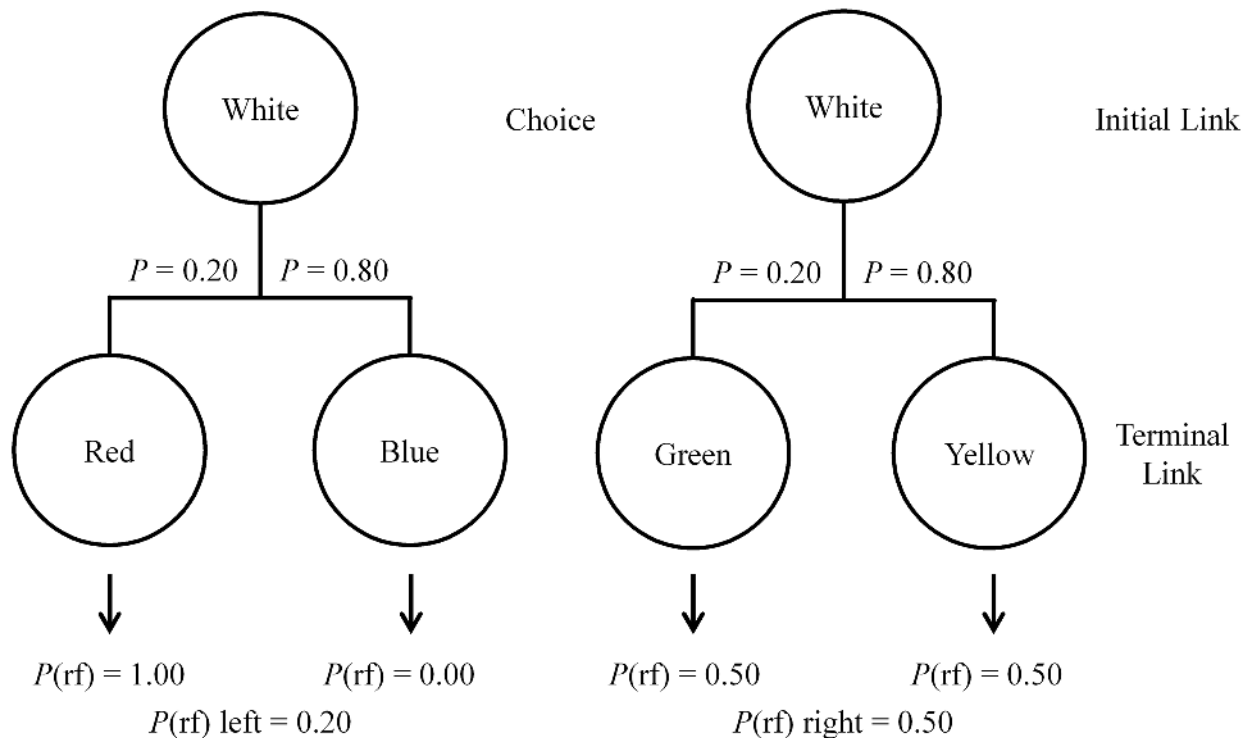 White Choice White Initial Link
P = 0.20 P = 0.80 P = 0.20 P = 0.80
Red Blue Green Yellow Terminal
Link
P(rf) = 1.00 P(rf) = 0.00 P(rf) = 0.50 P(rf) = 0.50
P(rf) left = 0.20 P(rf) right = 0.50